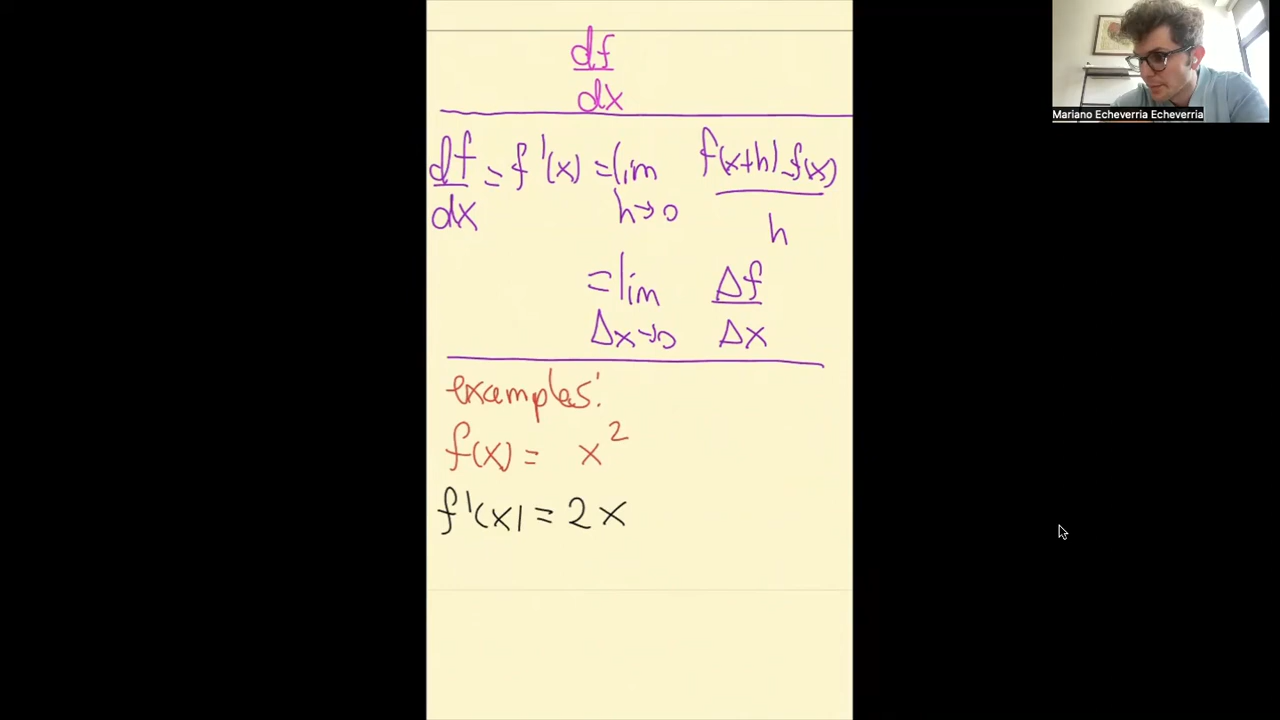 df
dx
df/dx = f'(x) = lim h→0 f(x+h)-f(x)/h
= lim Δx→0 Δf/Δx
examples:
f(x) = x²
f'(x) = 2x
Mariano Echeverria Echeverria